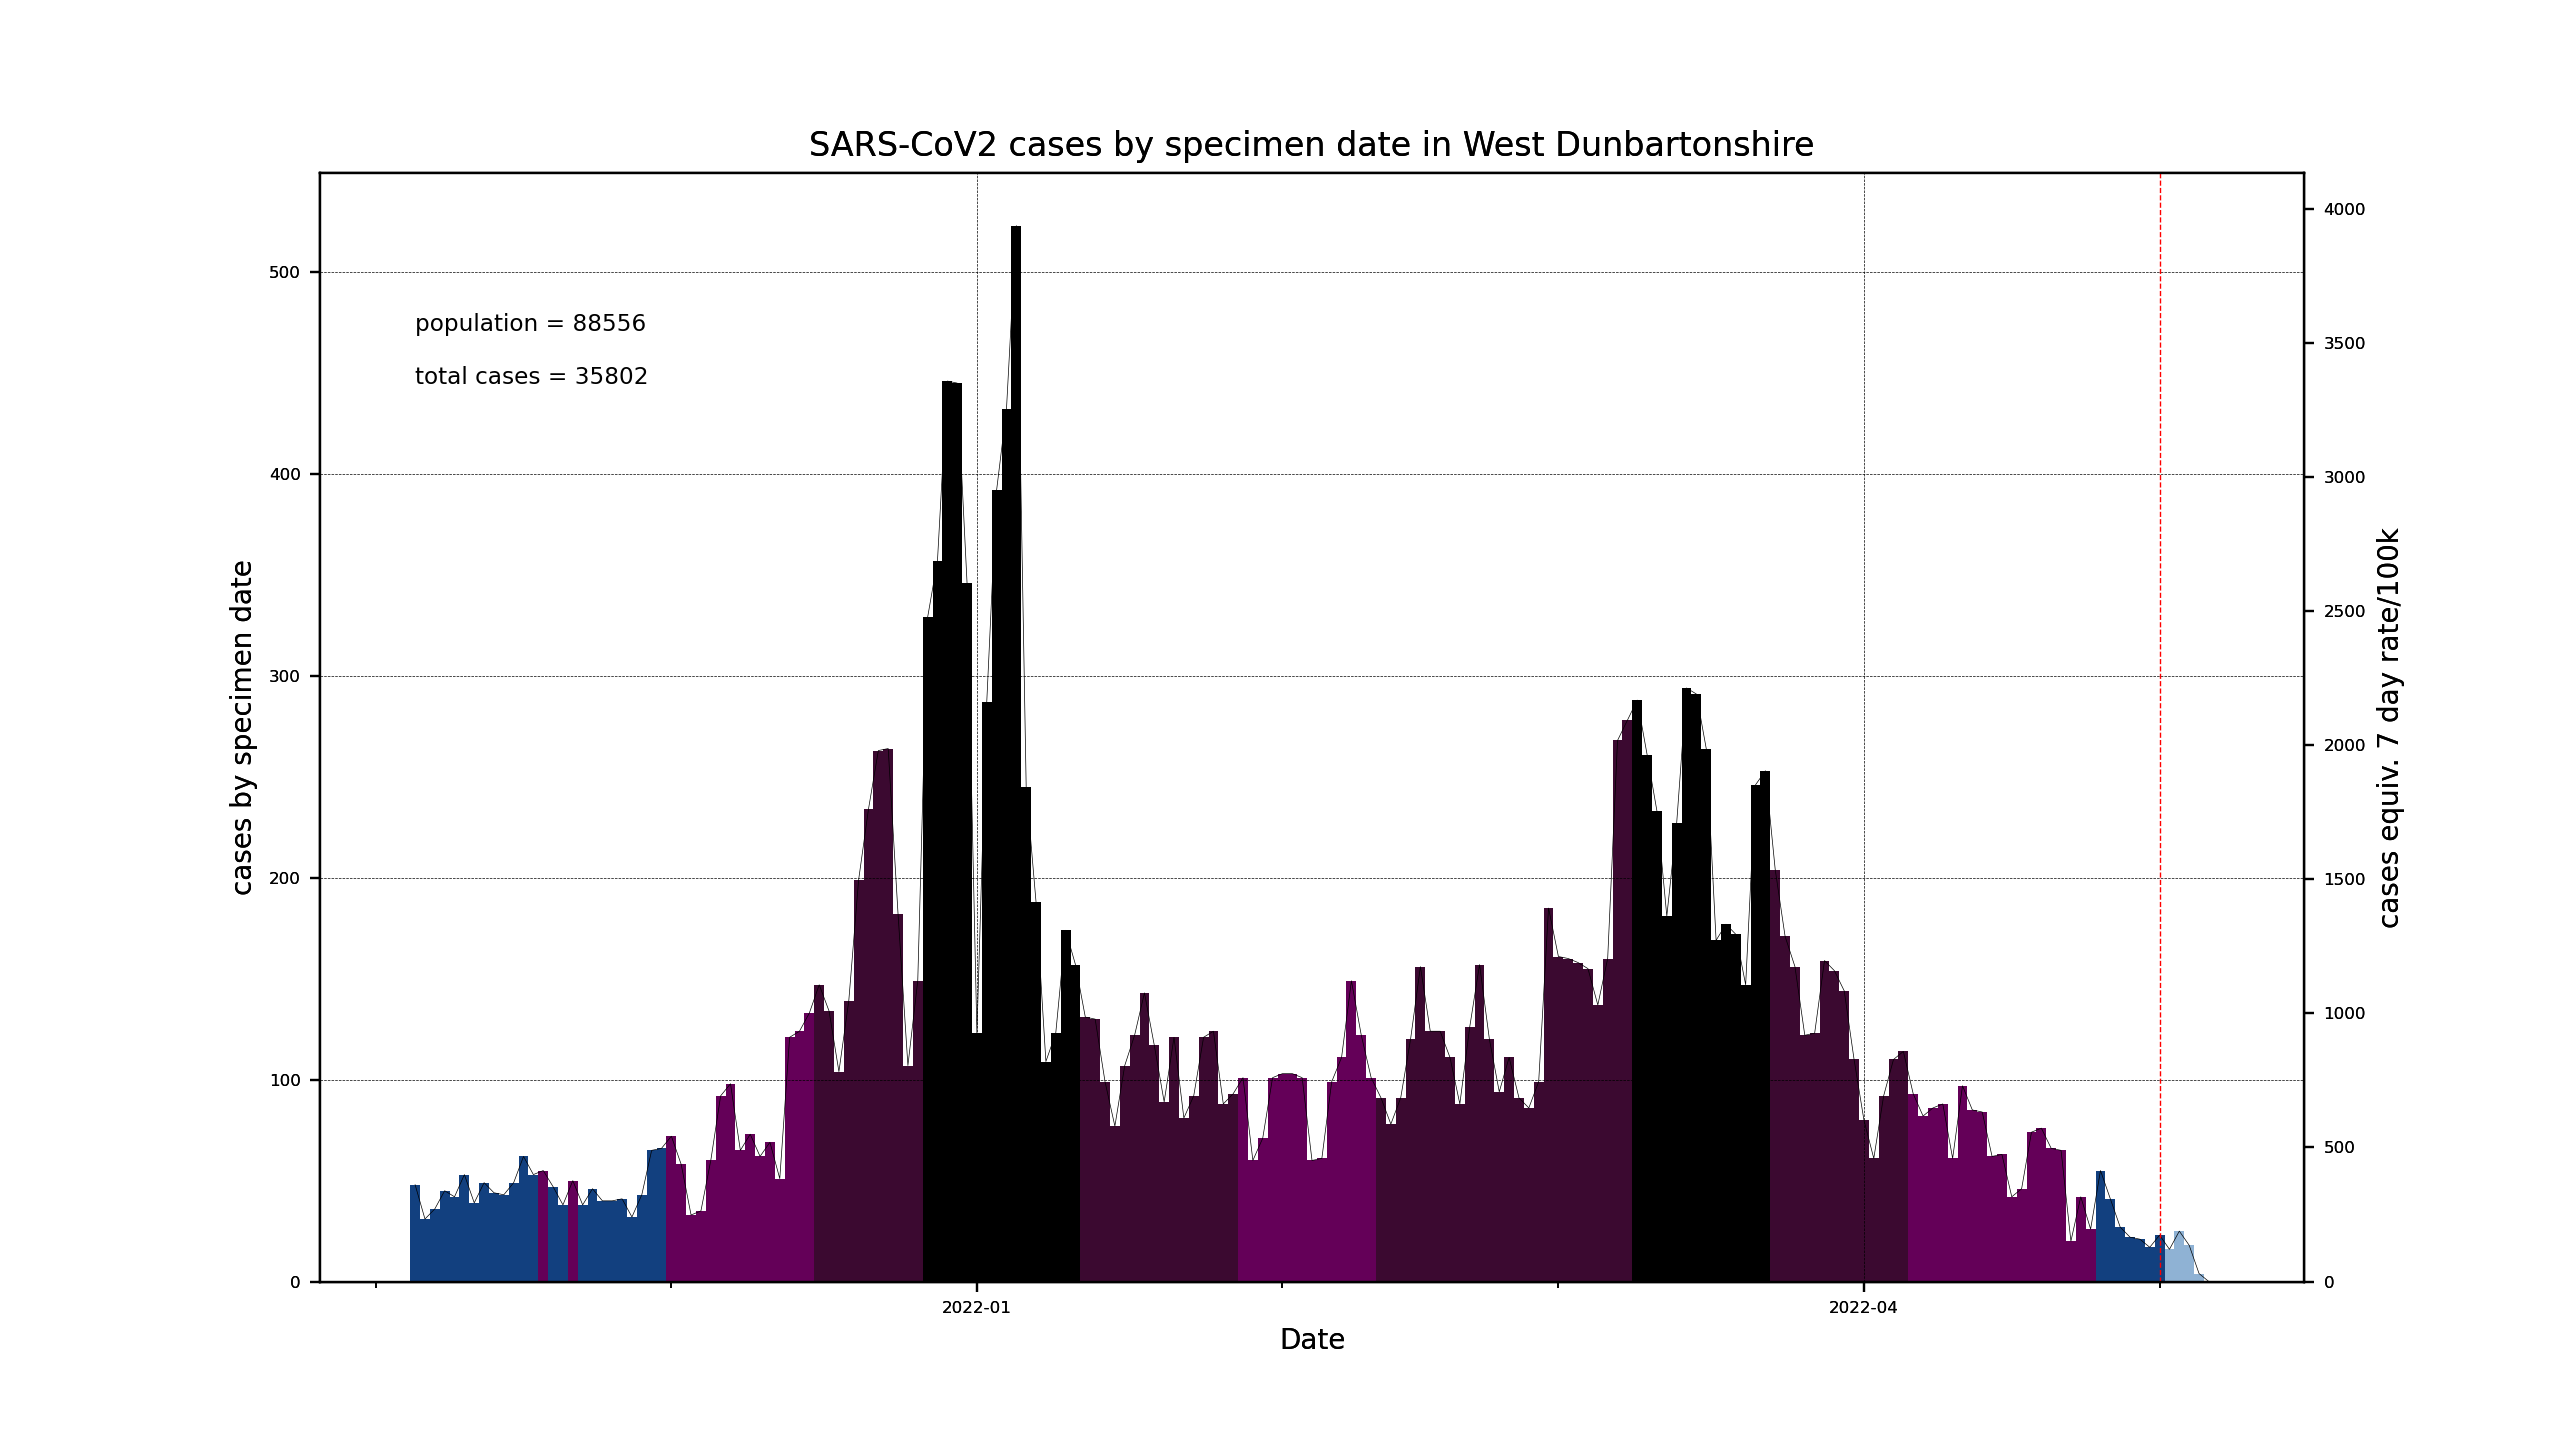 SARS-CoV2 cases by specimen date in West Dunbartonshire
population = 88556
total cases = 35802
cases by specimen date
500
400
300
200
100
0
4000
3500
3000
2500
2000
1500
1000
500
0
cases equiv. 7 day rate/100k
2022-01
2022-04
Date